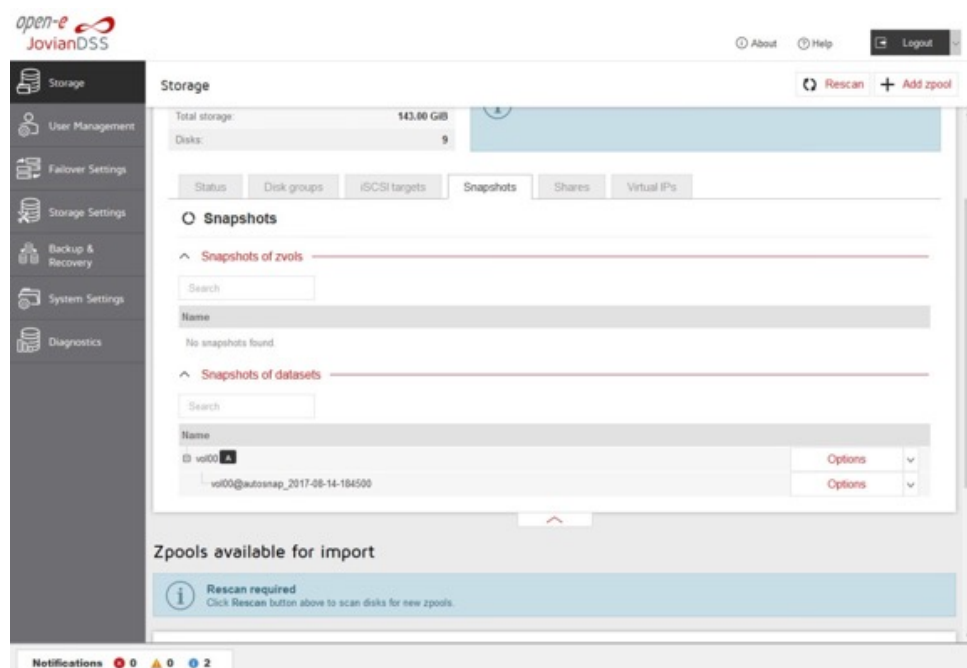 open-e
JovianDSS
About Help Logout
Storage
User Management
Failover Settings
Storage Settings
Backup &
Recovery
System Settings
Diagnostics
Storage
Rescan Add zpool
Total storage: 143.00 GiB
Disks: 9
Status Disk groups iSCSI targets Snapshots Shares Virtual IPs
Snapshots
Snapshots of zvols
Search
Name
No snapshots found.
Snapshots of datasets
Search
Name
vol00 A Options
vol00@autosnap_2017-08-14-184500 Options
Zpools available for import
Rescan required
Click Rescan button above to scan disks for new zpools.
Notifications 0 0 2